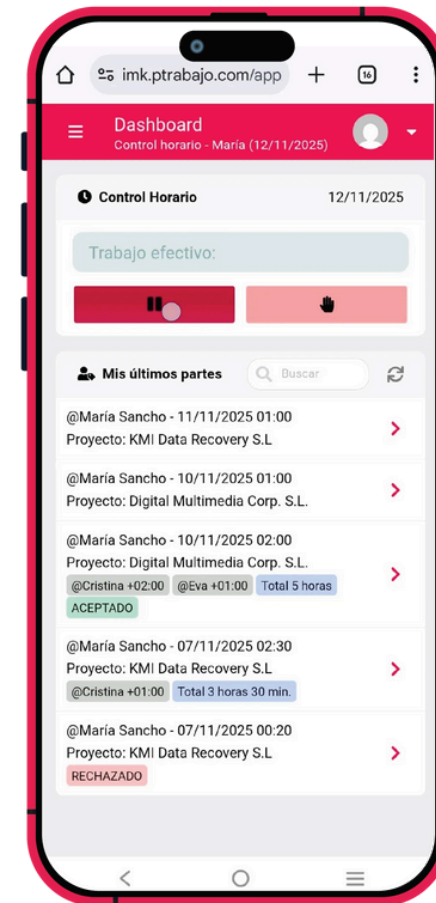 imk.ptrabajo.com/app
16
Dashboard
Control horario - María (12/11/2025)
Control Horario 12/11/2025
Trabajo efectivo:
Mis últimos partes Buscar
@María Sancho - 11/11/2025 01:00
Proyecto: KMI Data Recovery S.L
@María Sancho - 10/11/2025 01:00
Proyecto: Digital Multimedia Corp. S.L.
@María Sancho - 10/11/2025 02:00
Proyecto: Digital Multimedia Corp. S.L.
@Cristina +02:00 @Eva +01:00 Total 5 horas
ACEPTADO
@María Sancho - 07/11/2025 02:30
Proyecto: KMI Data Recovery S.L
@Cristina +01:00 Total 3 horas 30 min.
@María Sancho - 07/11/2025 00:20
Proyecto: KMI Data Recovery S.L
RECHAZADO